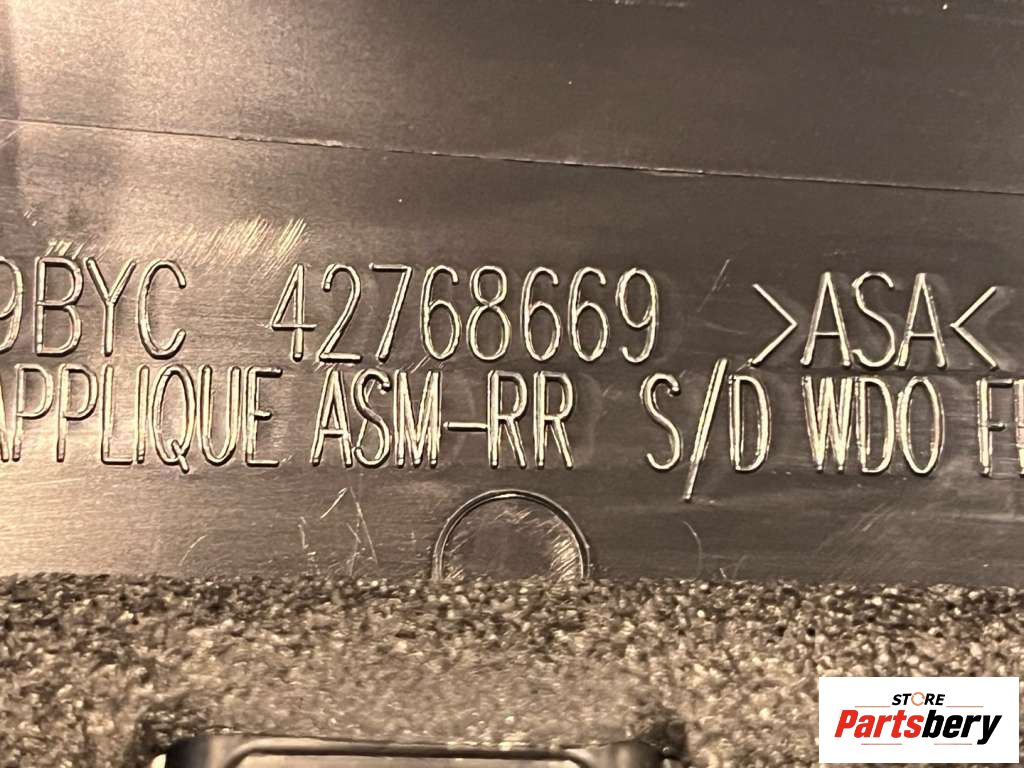 9BYC 42768669 >ASA<
APPLIQUE ASM-RR S/D WDO
STORE
Partsbery